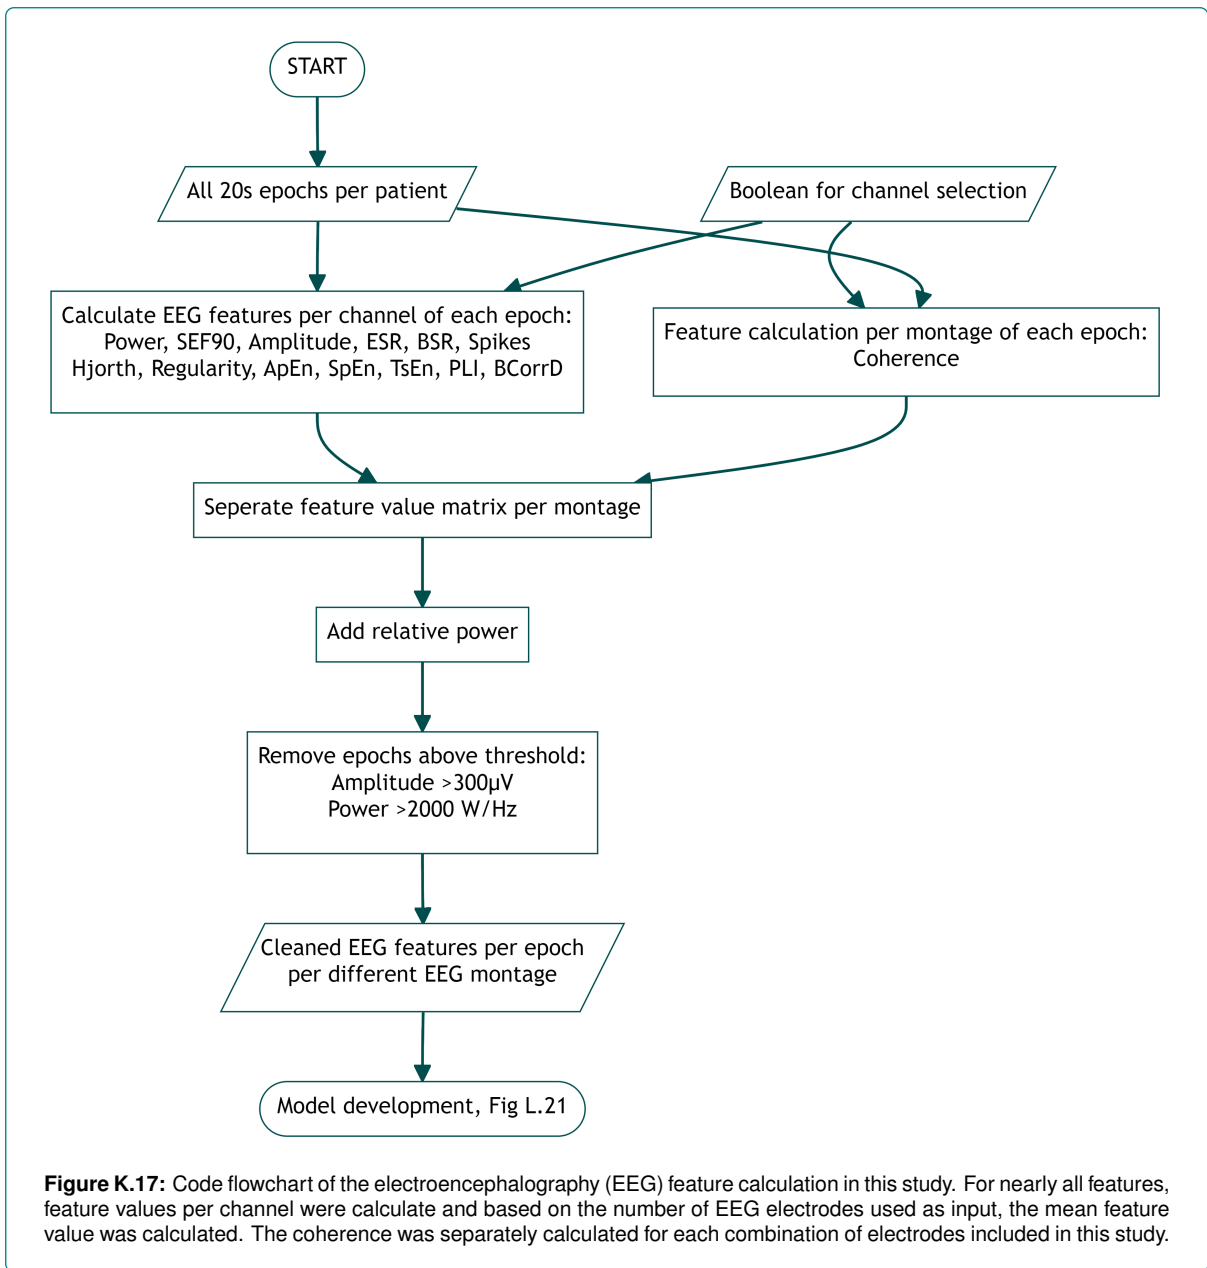 START
All 20s epochs per patient
Boolean for channel selection
Calculate EEG features per channel of each epoch:
Power, SEF90, Amplitude, ESR, BSR, Spikes
Hjorth, Regularity, ApEn, SpEn, TsEn, PLI, BCorrD
Feature calculation per montage of each epoch:
Coherence
Seperate feature value matrix per montage
Add relative power
Remove epochs above threshold:
Amplitude >300µV
Power >2000 W/Hz
Cleaned EEG features per epoch
per different EEG montage
Model development, Fig L.21
Figure K.17: Code flowchart of the electroencephalography (EEG) feature calculation in this study. For nearly all features,
feature values per channel were calculate and based on the number of EEG electrodes used as input, the mean feature
value was calculated. The coherence was separately calculated for each combination of electrodes included in this study.